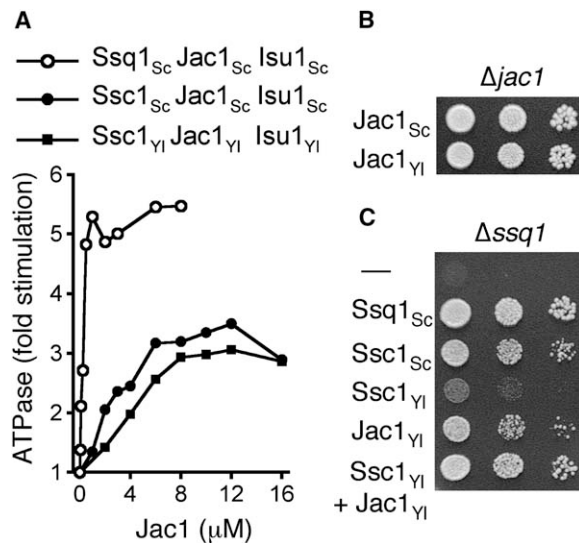 A
Ssq1Sc Jac1Sc Isu1Sc
Ssc1Sc Jac1Sc Isu1Sc
Ssc1Yl Jac1Yl Isu1Yl
6
5
4
3
2
1
ATPase (fold stimulation)
0 4 8 12 16
Jac1 (μM)
B
Δjac1
Jac1Sc
Jac1Yl
C
Δssq1
—
Ssq1Sc
Ssc1Sc
Ssc1Yl
Jac1Yl
Ssc1Yl
+ Jac1Yl